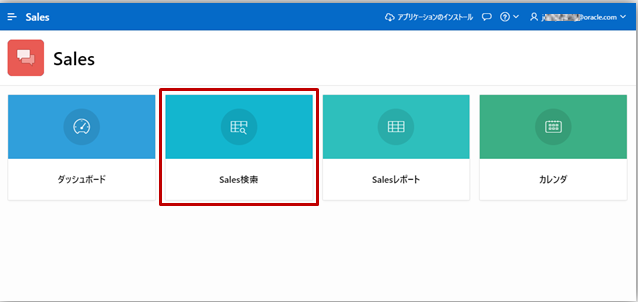 Sales
アプリケーションのインストール
@oracle.com
Sales
ダッシュボード
Sales検索
Salesレポート
カレンダ